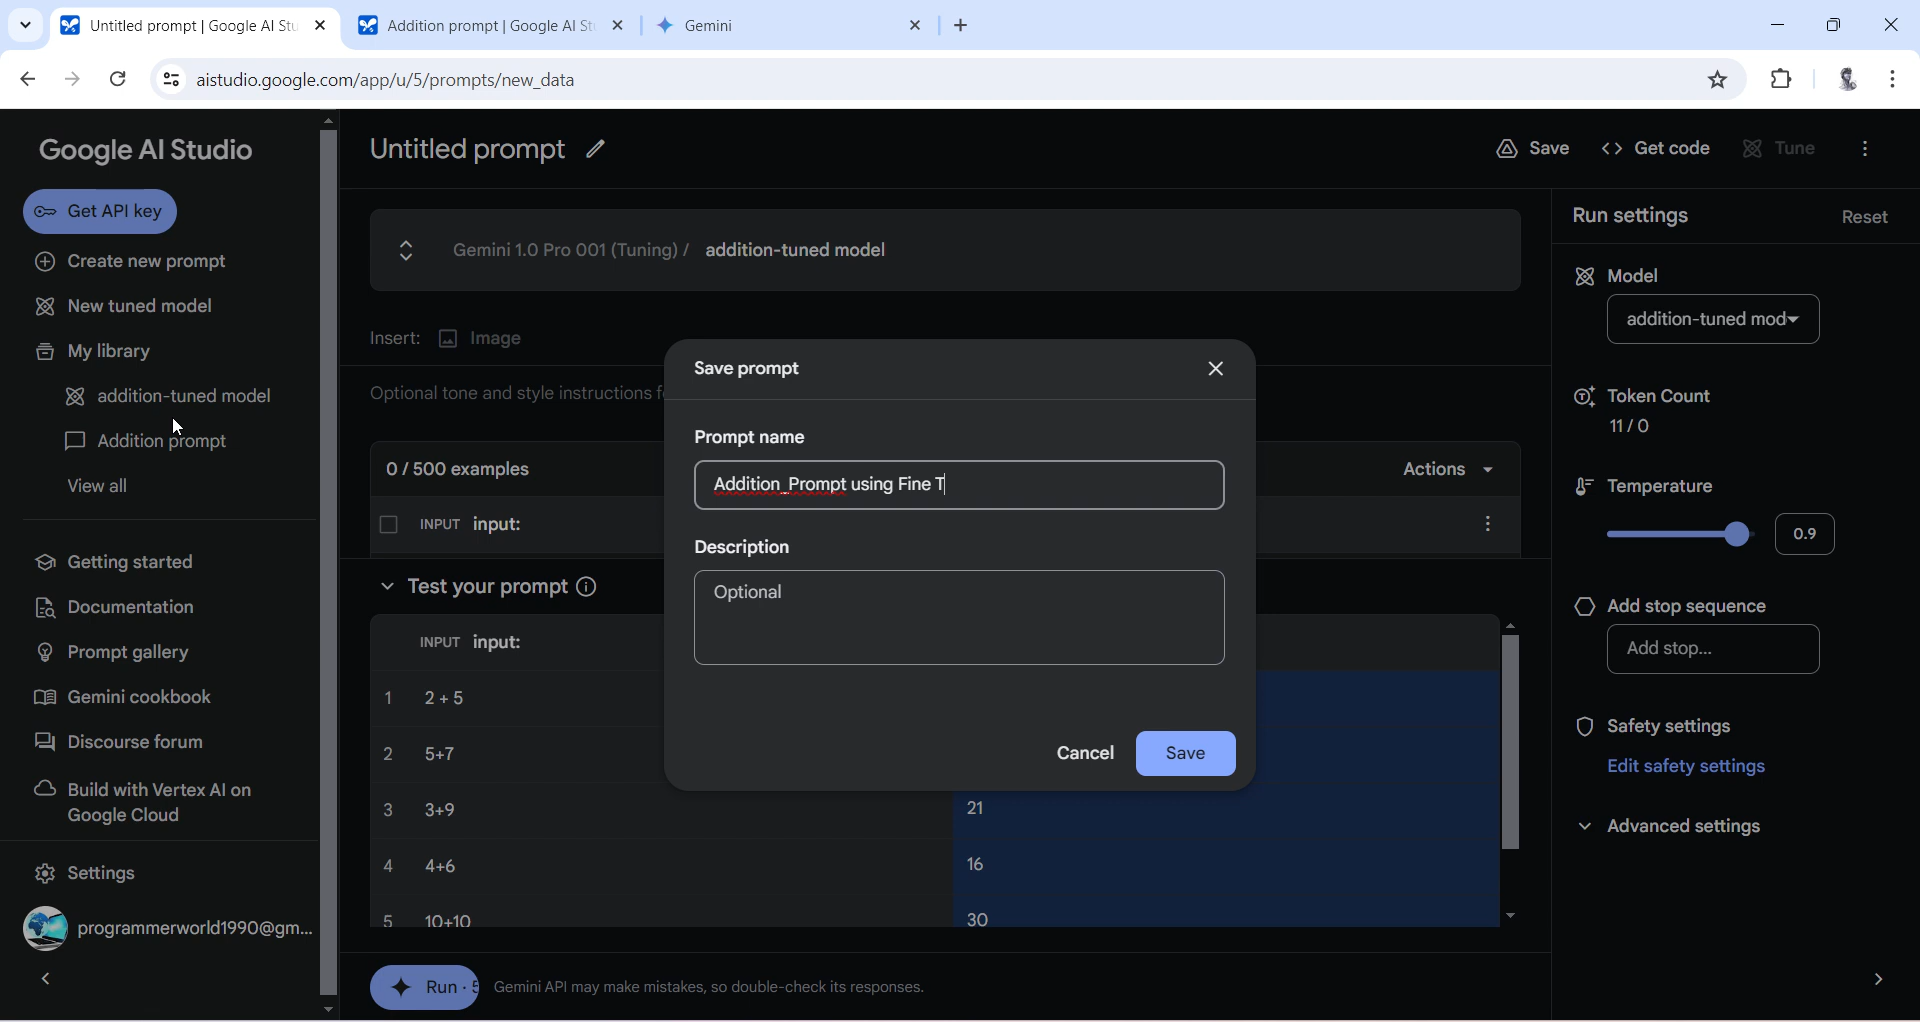 Untitled prompt | Google AI Stu
Addition prompt | Google AI St
Gemini
aistudio.google.com/app/u/5/prompts/new_data
Google AI Studio
Get API key
Create new prompt
New tuned model
My library
addition-tuned model
Addition prompt
View all
Getting started
Documentation
Prompt gallery
Gemini cookbook
Discourse forum
Build with Vertex AI on
Google Cloud
Settings
programmerworld1990@gm...
Untitled prompt
Save
Get code
Tune
Gemini 1.0 Pro 001 (Tuning) / addition-tuned model
Insert: Image
Optional tone and style instructions
0 / 500 examples
Actions
INPUT input:
Test your prompt
INPUT input:
1 2 + 5
2 5+7
3 3+9 21
4 4+6 16
5 10+10 30
Run · 5
Gemini API may make mistakes, so double-check its responses.
Save prompt
Prompt name
Addition_Prompt using Fine T
Description
Optional
Cancel
Save
Run settings
Reset
Model
addition-tuned mod
Token Count
11 / 0
Temperature
0.9
Add stop sequence
Add stop...
Safety settings
Edit safety settings
Advanced settings